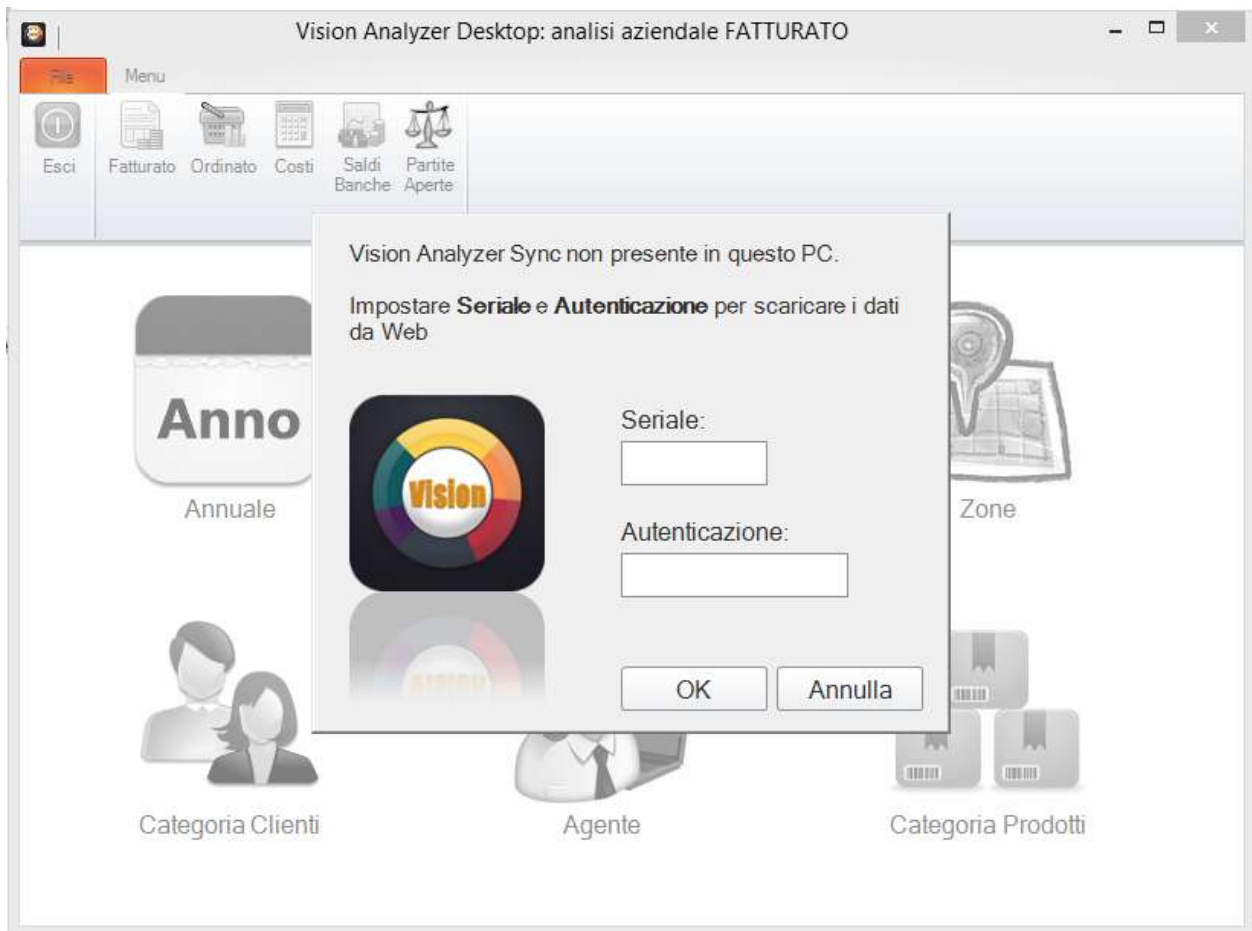 Vision Analyzer Desktop: analisi aziendale FATTURATO
File
Menu
Esci
Fatturato
Ordinato
Costi
Saldi
Banche
Partite
Aperte
Vision Analyzer Sync non presente in questo PC.
Impostare Seriale e Autenticazione per scaricare i dati
da Web
Anno
Annuale
Vision
Seriale:
Autenticazione:
Zone
OK
Annulla
Categoria Clienti
Agente
Categoria Prodotti